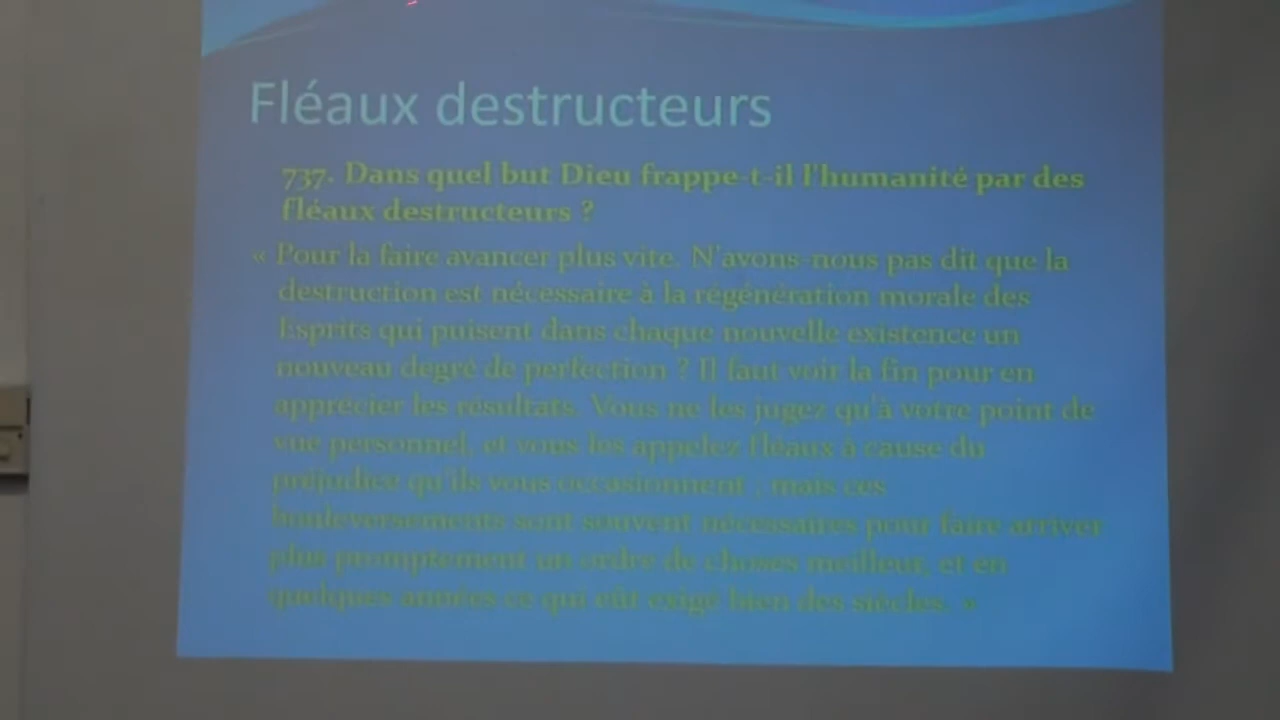 Fléaux destructeurs
737. Dans quel but Dieu frappe-t-il l'humanité par des
fléaux destructeurs ?
« Pour la faire avancer plus vite. N'avons-nous pas dit que la
destruction est nécessaire à la régénération morale des
Esprits qui puisent dans chaque nouvelle existence un
nouveau degré de perfection ? Il faut voir la fin pour en
apprécier les résultats. Vous ne les jugez qu'à votre point de
vue personnel, et vous les appelez fléaux à cause du
préjudice qu'ils vous occasionnent ; mais ces
bouleversements sont souvent nécessaires pour faire arriver
plus promptement un ordre de choses meilleur, et en
quelques années ce qui eût exigé bien des siècles. »